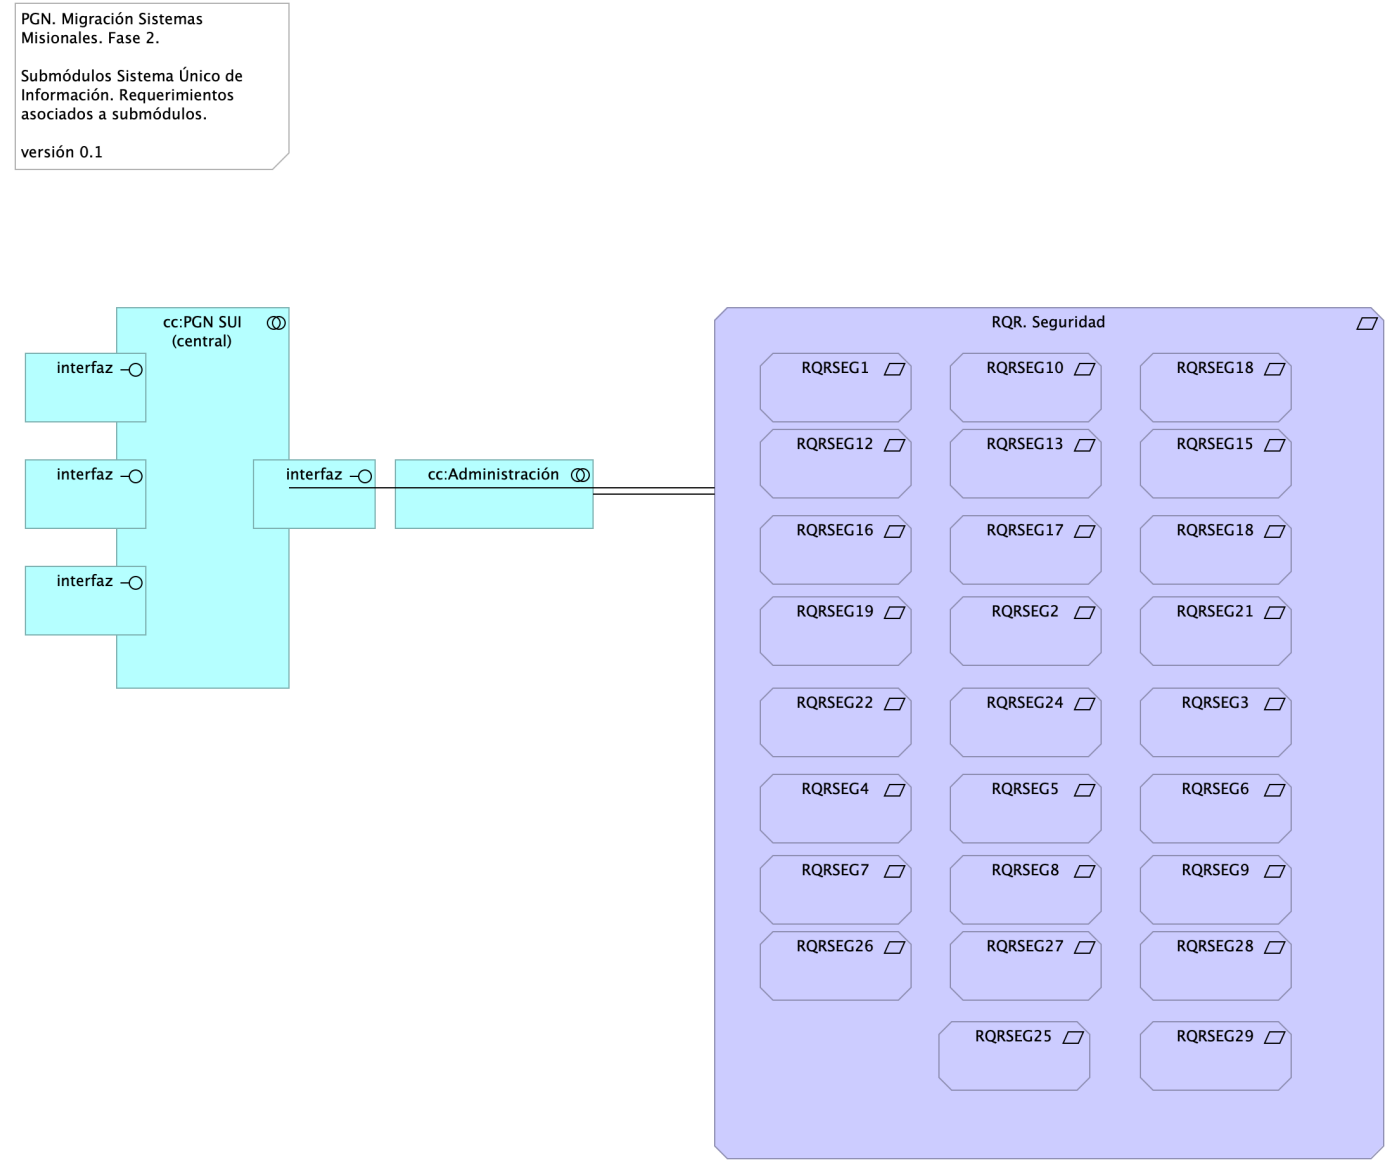 PGN. Migración Sistemas
Misionales. Fase 2.
Submódulos Sistema Único de
Información. Requerimientos
asociados a submódulos.
versión 0.1
cc:PGN SUI
(central)
interfaz
interfaz
interfaz
interfaz
cc:Administración
RQR. Seguridad
RQRSEG1
RQRSEG10
RQRSEG18
RQRSEG12
RQRSEG13
RQRSEG15
RQRSEG16
RQRSEG17
RQRSEG18
RQRSEG19
RQRSEG2
RQRSEG21
RQRSEG22
RQRSEG24
RQRSEG3
RQRSEG4
RQRSEG5
RQRSEG6
RQRSEG7
RQRSEG8
RQRSEG9
RQRSEG26
RQRSEG27
RQRSEG28
RQRSEG25
RQRSEG29